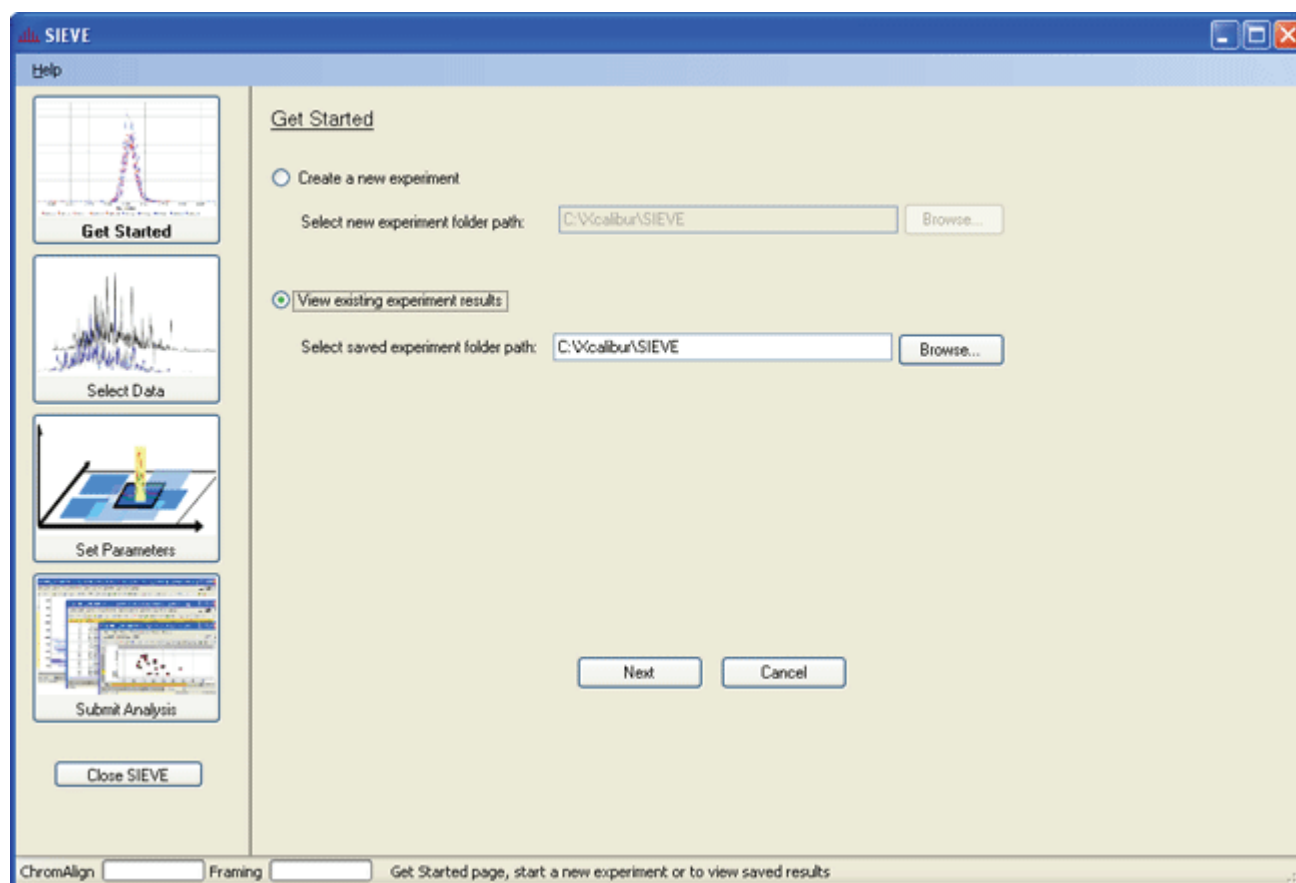 SIEVE
Help
Get Started
Select Data
Set Parameters
Submit Analysis
Close SIEVE
Get Started
Create a new experiment
Select new experiment folder path: C:\Xcalibur\SIEVE Browse...
View existing experiment results
Select saved experiment folder path: C:\Xcalibur\SIEVE Browse...
Next Cancel
ChromAlign Framing Get Started page, start a new experiment or to view saved results